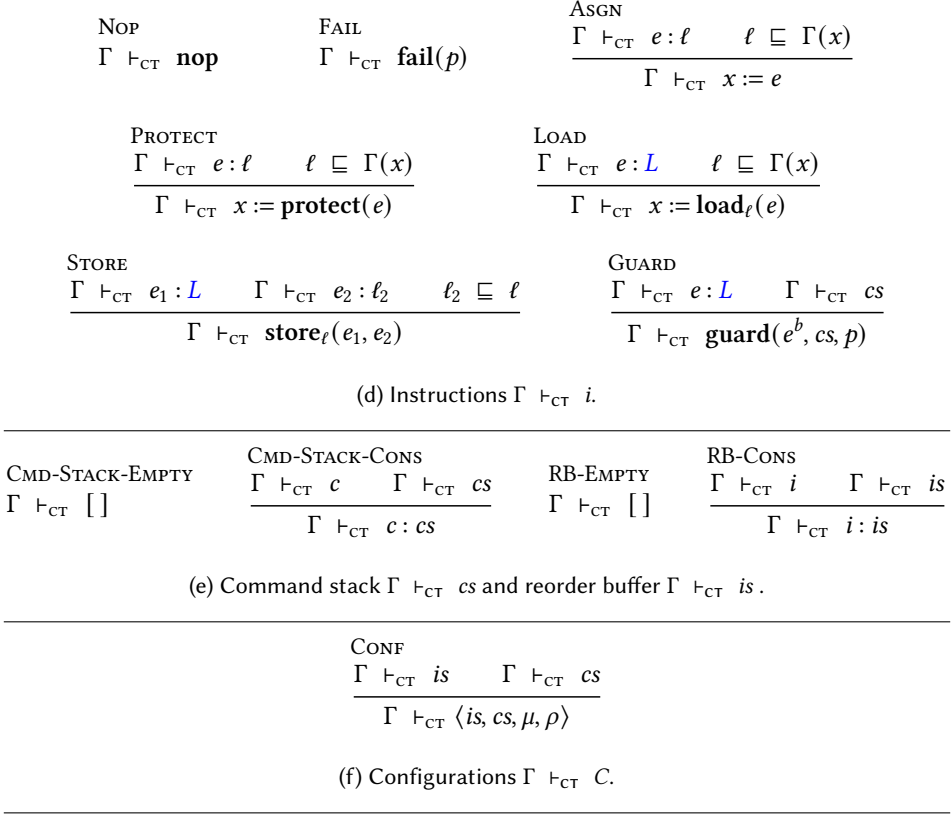 Nop Fail Asgn
Γ ⊢CT nop Γ ⊢CT fail(p) Γ ⊢CT e : ℓ ℓ ⊑ Γ(x)
Γ ⊢CT x := e
Protect Load
Γ ⊢CT e : ℓ ℓ ⊑ Γ(x) Γ ⊢CT e : L ℓ ⊑ Γ(x)
Γ ⊢CT x := protect(e) Γ ⊢CT x := loadℓ(e)
Store Guard
Γ ⊢CT e₁ : L Γ ⊢CT e₂ : ℓ₂ ℓ₂ ⊑ ℓ Γ ⊢CT e : L Γ ⊢CT cs
Γ ⊢CT storeℓ(e₁, e₂) Γ ⊢CT guard(eᵇ, cs, p)
(d) Instructions Γ ⊢CT i.
Cmd-Stack-Empty Cmd-Stack-Cons RB-Empty RB-Cons
Γ ⊢CT [ ] Γ ⊢CT c Γ ⊢CT cs Γ ⊢CT [ ] Γ ⊢CT i Γ ⊢CT is
Γ ⊢CT c : cs Γ ⊢CT i : is
(e) Command stack Γ ⊢CT cs and reorder buffer Γ ⊢CT is .
Conf
Γ ⊢CT is Γ ⊢CT cs
Γ ⊢CT ⟨is, cs, μ, ρ⟩
(f) Configurations Γ ⊢CT C.